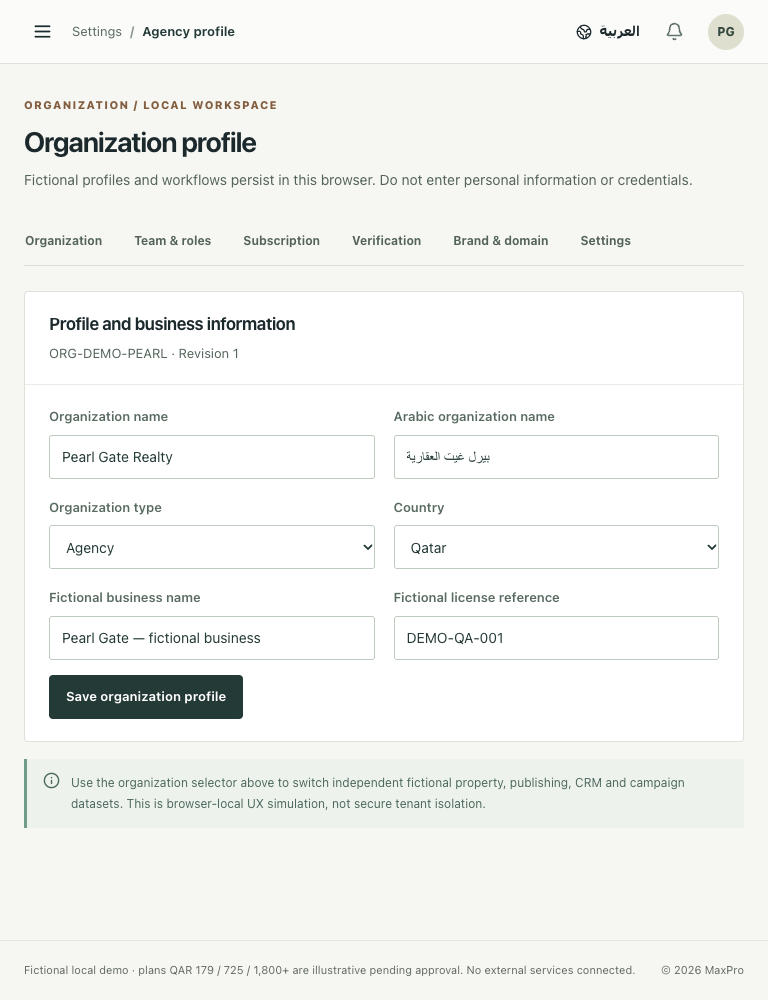 Settings / Agency profile
العربية
PG
ORGANIZATION / LOCAL WORKSPACE
Organization profile
Fictional profiles and workflows persist in this browser. Do not enter personal information or credentials.
Organization Team & roles Subscription Verification Brand & domain Settings
Profile and business information
ORG-DEMO-PEARL · Revision 1
Organization name
Arabic organization name
Pearl Gate Realty
بيرل غيت العقارية
Organization type
Country
Agency
Qatar
Fictional business name
Fictional license reference
Pearl Gate — fictional business
DEMO-QA-001
Save organization profile
Use the organization selector above to switch independent fictional property, publishing, CRM and campaign
datasets. This is browser-local UX simulation, not secure tenant isolation.
Fictional local demo · plans QAR 179 / 725 / 1,800+ are illustrative pending approval. No external services connected.
© 2026 MaxPro